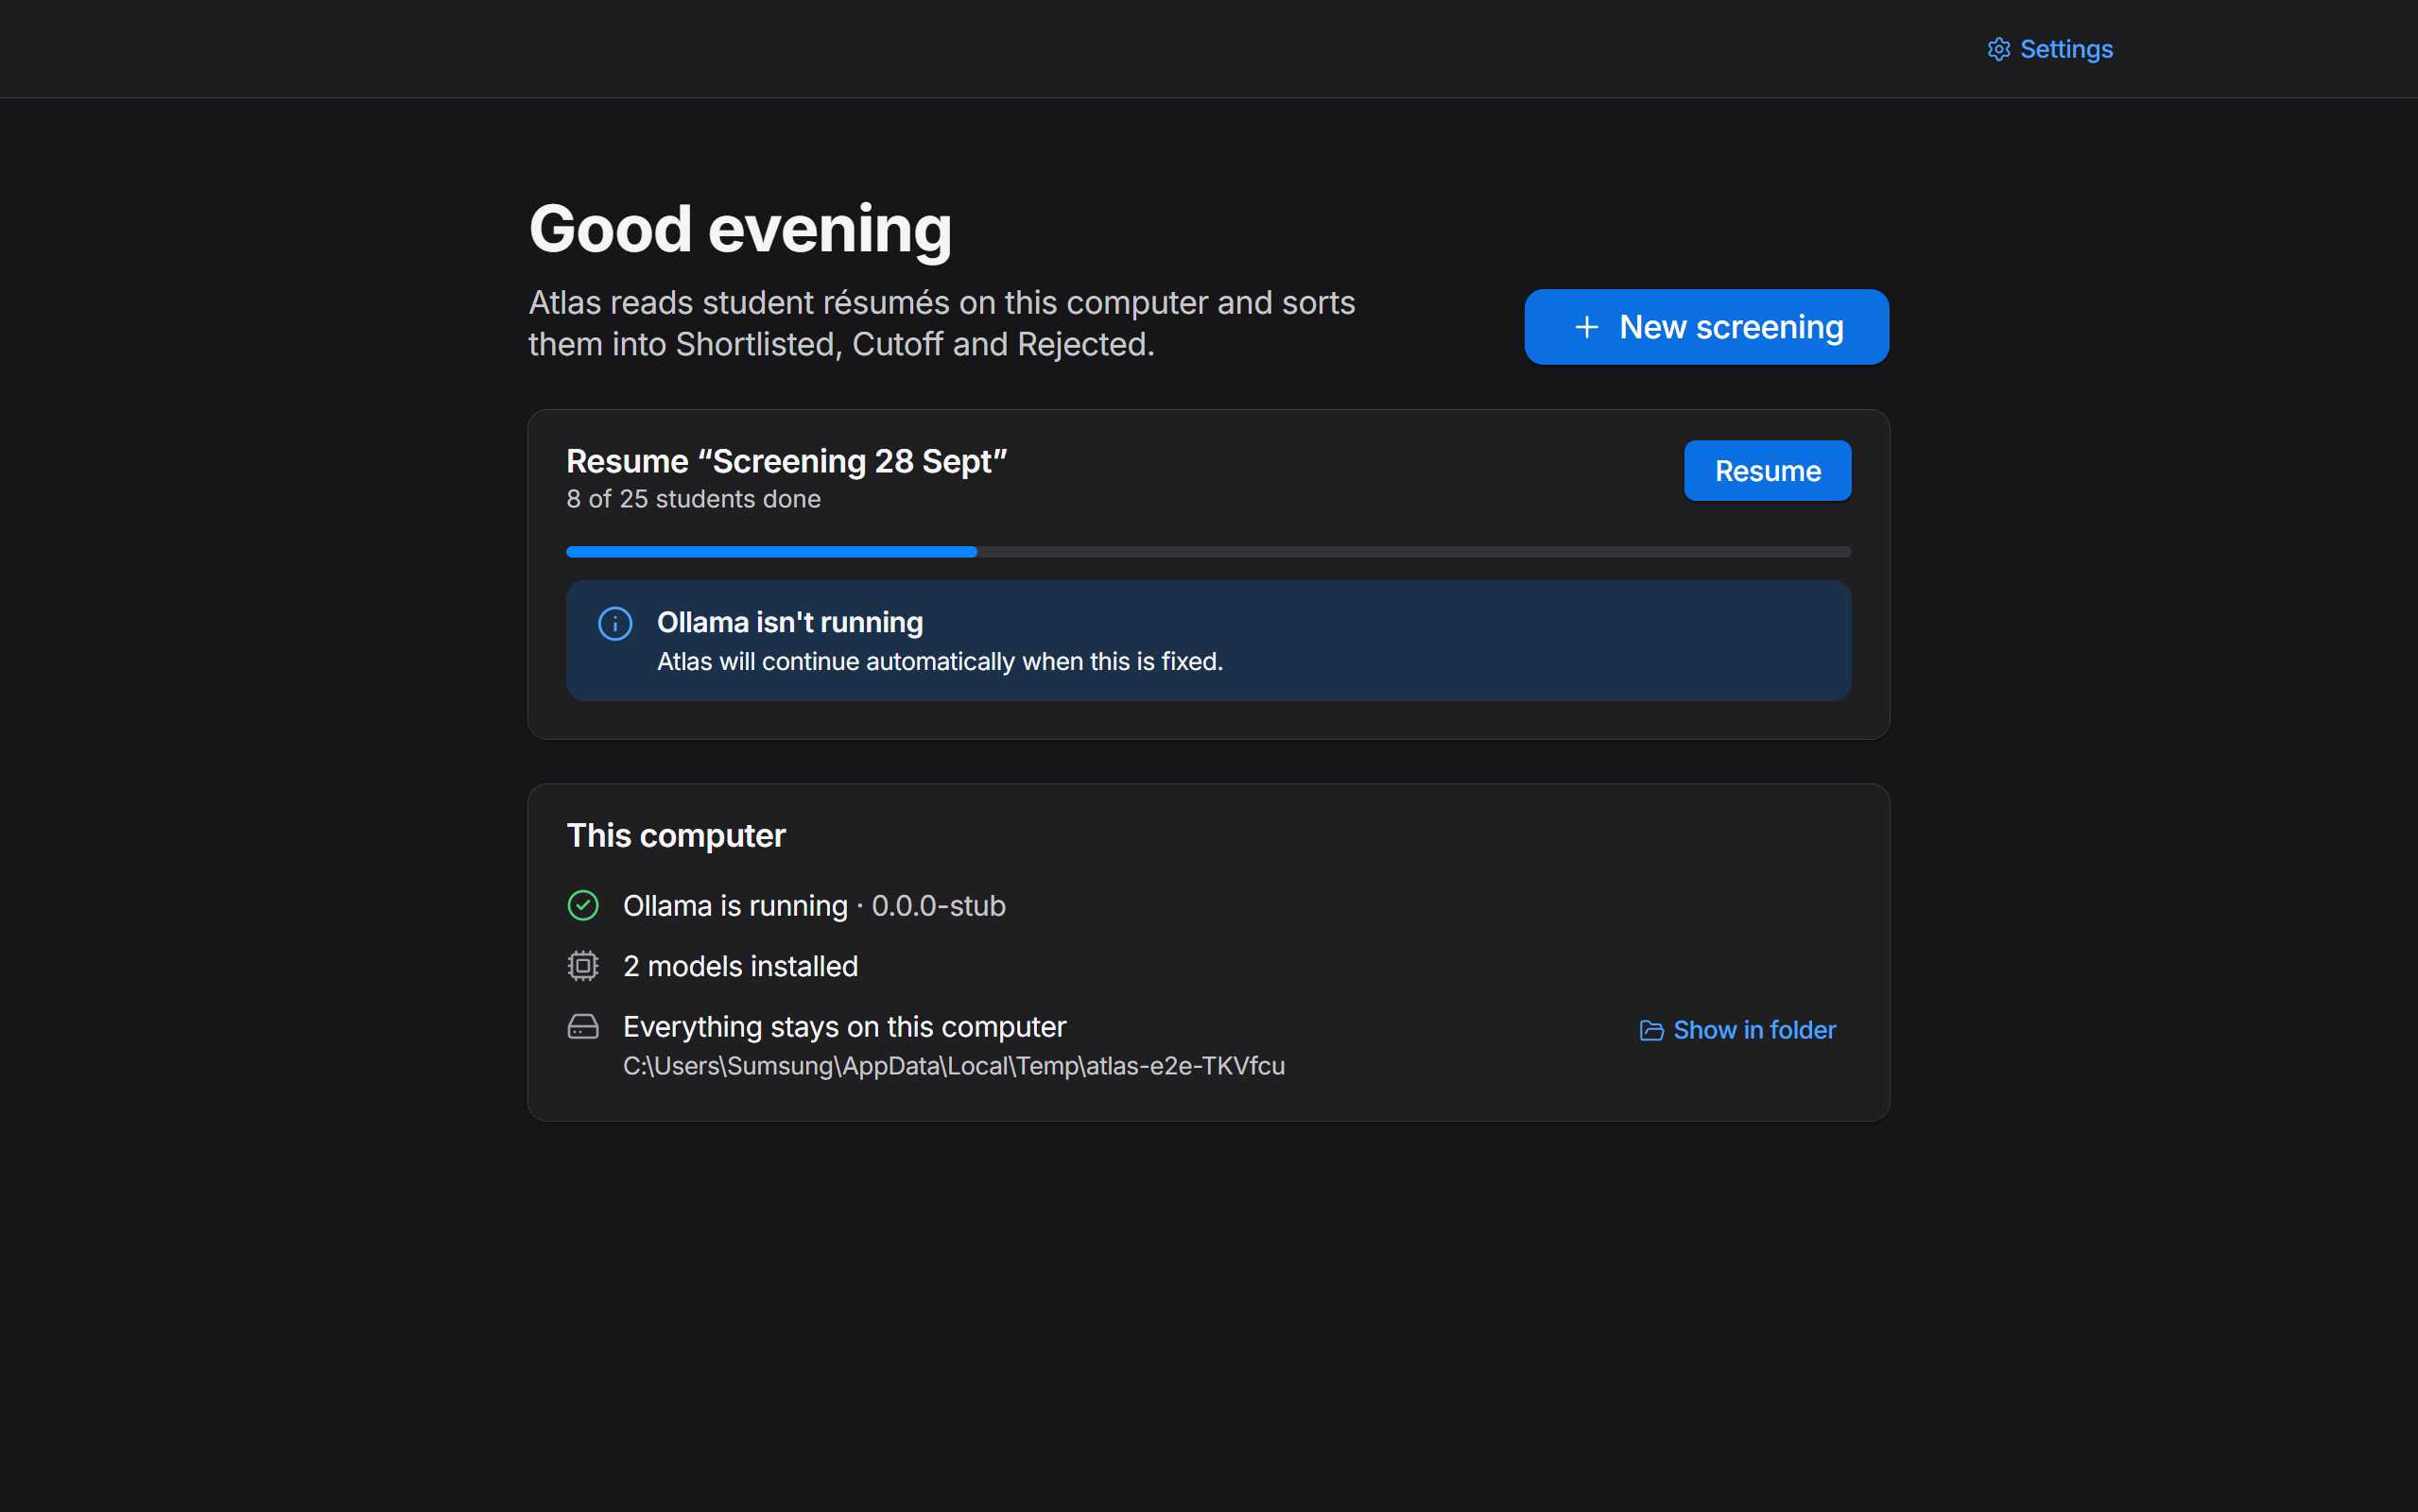 Settings
Good evening
Atlas reads student résumés on this computer and sorts
them into Shortlisted, Cutoff and Rejected.
New screening
Resume “Screening 28 Sept”
8 of 25 students done
Resume
Ollama isn't running
Atlas will continue automatically when this is fixed.
This computer
Ollama is running · 0.0.0-stub
2 models installed
Everything stays on this computer
C:\Users\Sumsung\AppData\Local\Temp\atlas-e2e-TKVfcu
Show in folder